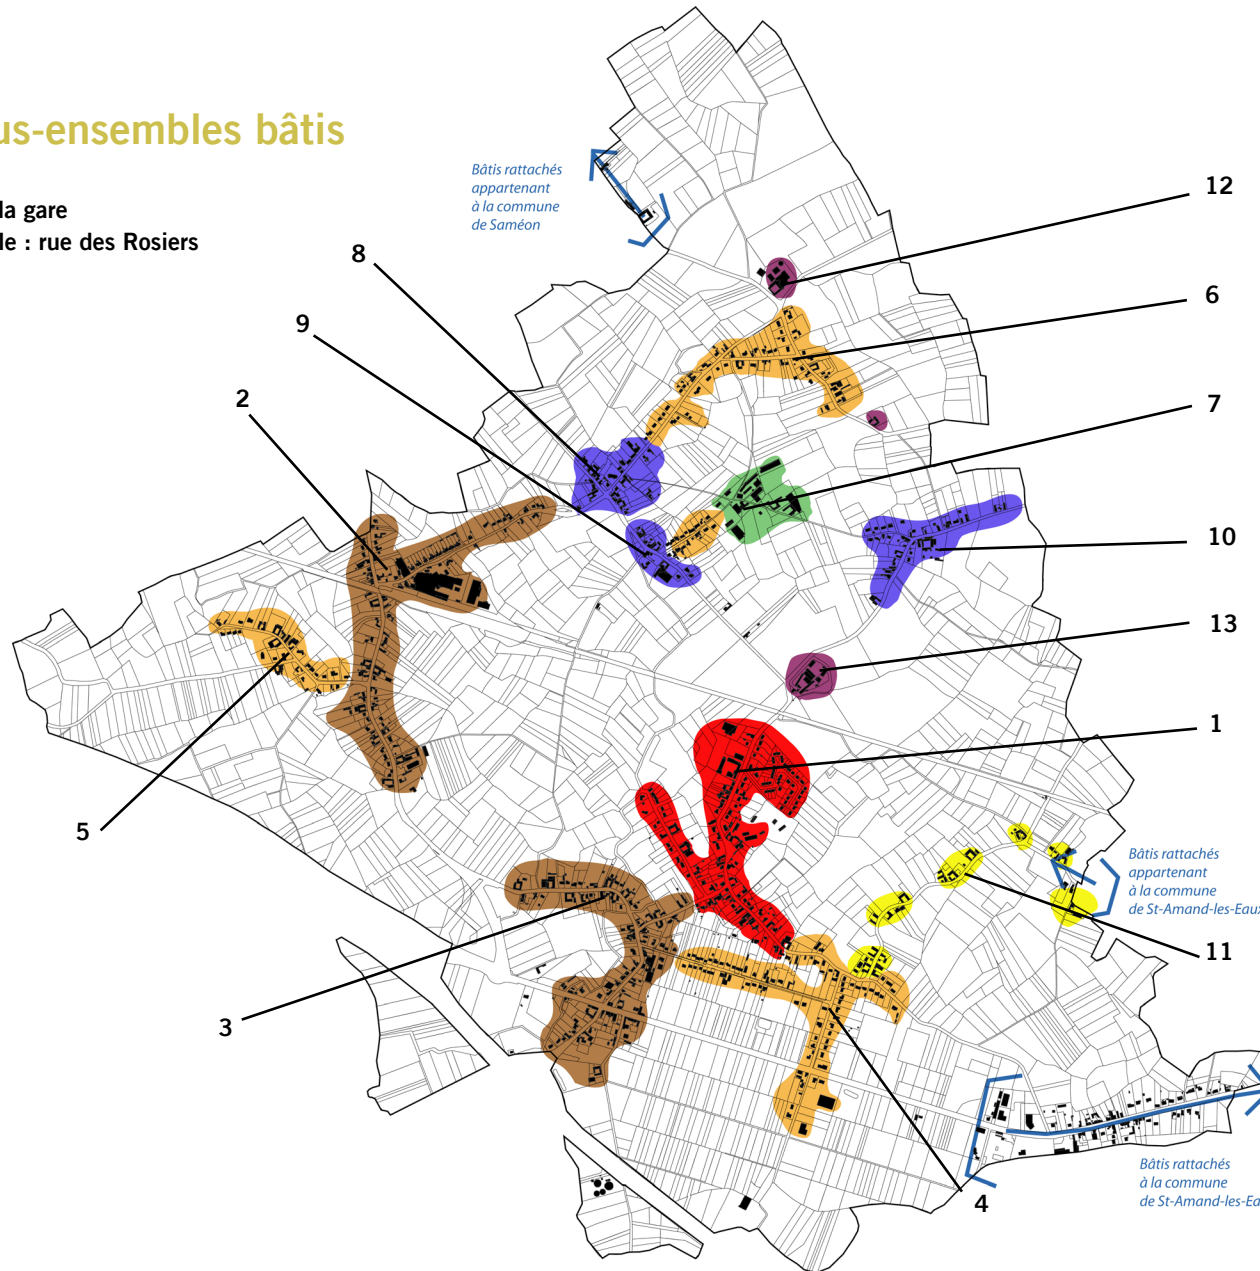 us-ensembles bâtis
la gare
le : rue des Rosiers
Bâtis rattachés
appartenant
à la commune
de Saméon
12
8
6
9
2
7
10
13
1
5
Bâtis rattachés
appartenant
à la commune
de St-Amand-les-Eaux
11
3
Bâtis rattachés
à la commune
de St-Amand-les-Ea
4